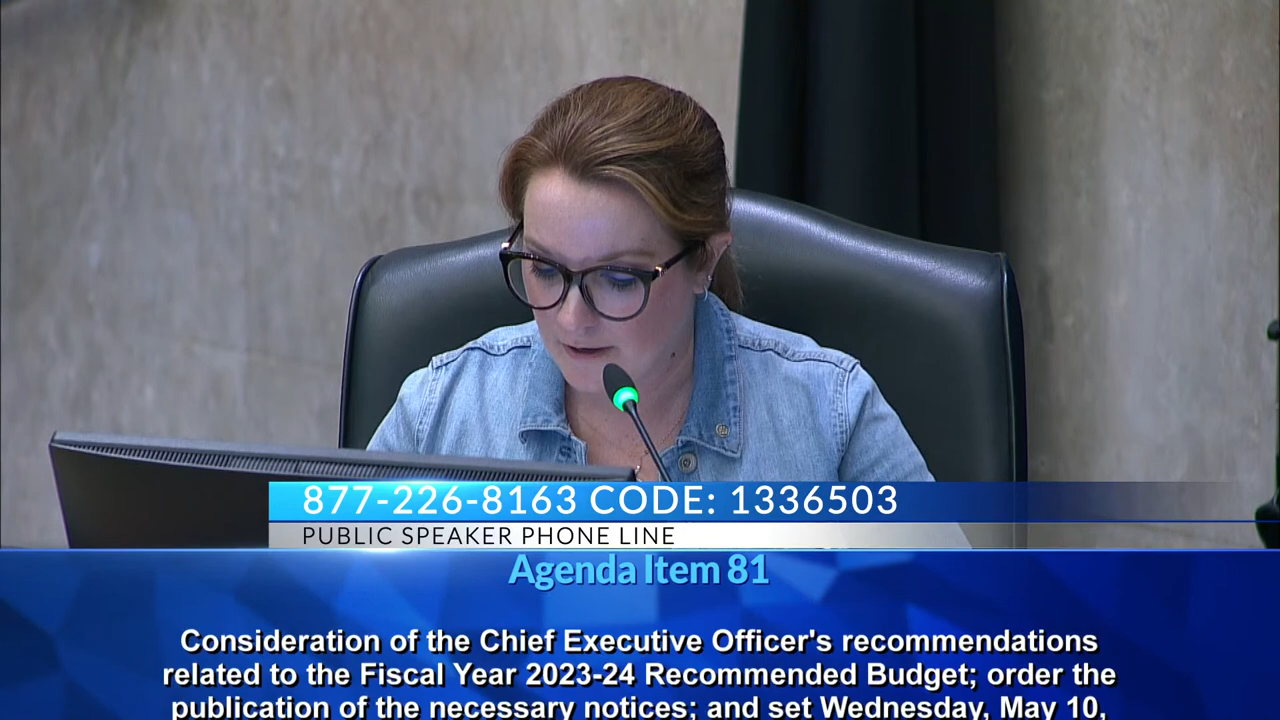 877-226-8163 CODE: 1336503
PUBLIC SPEAKER PHONE LINE
Agenda Item 81
Consideration of the Chief Executive Officer's recommendations
related to the Fiscal Year 2023-24 Recommended Budget; order the
publication of the necessary notices; and set Wednesday, May 10,